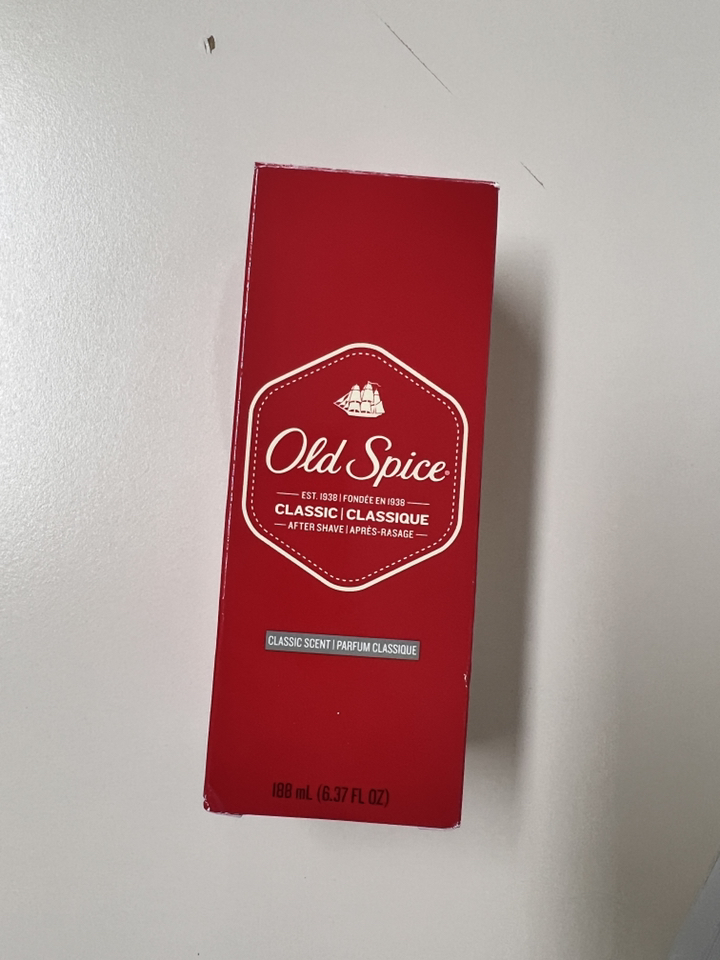 Old Spice®
EST. 1938 | FONDÉE EN 1938
CLASSIC | CLASSIQUE
AFTER SHAVE | APRÈS-RASAGE
CLASSIC SCENT | PARFUM CLASSIQUE
188 mL (6.37 FL OZ)